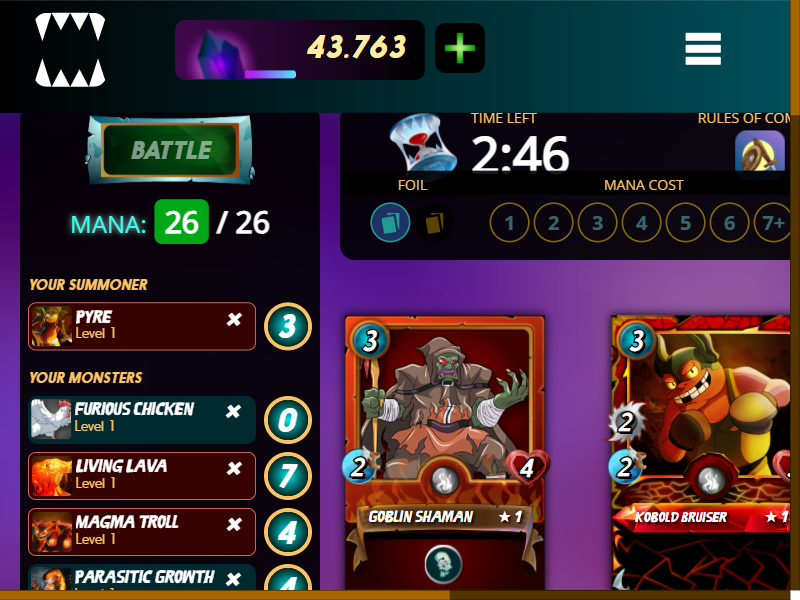 43.763
BATTLE
TIME LEFT
2:46
RULES OF COM
FOIL
MANA COST
1 2 3 4 5 6 7+
MANA: 26 / 26
YOUR SUMMONER
PYRE
Level 1
3
YOUR MONSTERS
FURIOUS CHICKEN
Level 1
0
LIVING LAVA
Level 1
7
MAGMA TROLL
Level 1
4
PARASITIC GROWTH
4
3
2
4
GOBLIN SHAMAN ★ 1
3
2
2
KOBOLD BRUISER ★ 1